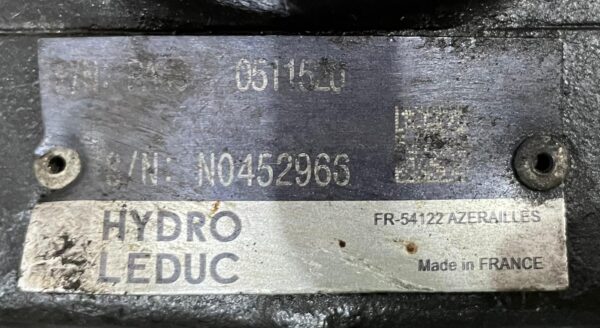 0511520
S/N: N0452966
HYDRO
LEDUC
FR-54122 AZERAILLES
Made in FRANCE